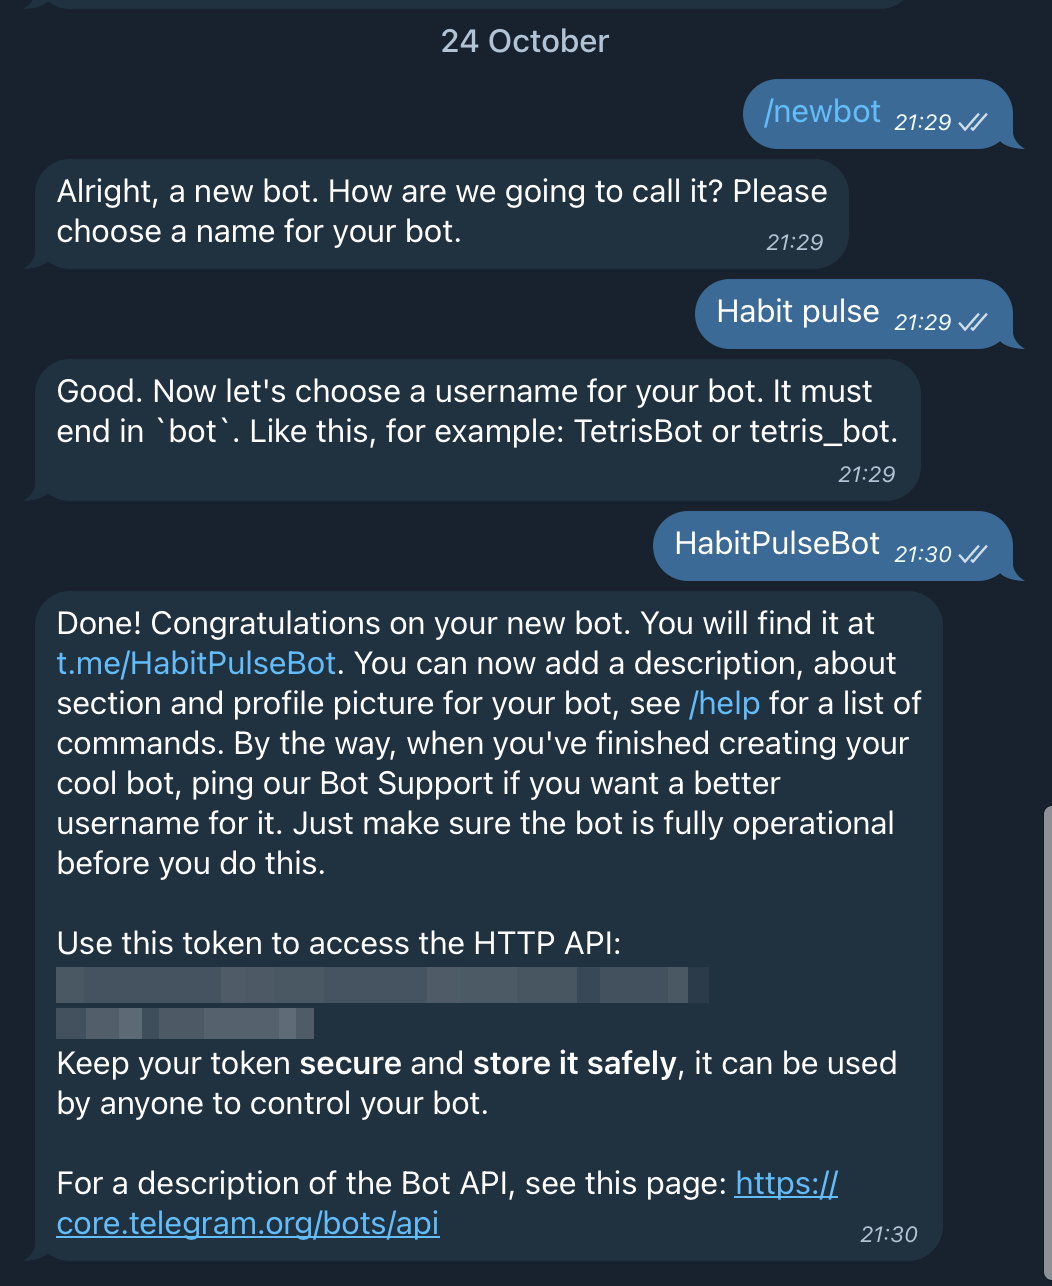 24 October
/newbot 21:29
Alright, a new bot. How are we going to call it? Please
choose a name for your bot.
21:29
Habit pulse 21:29
Good. Now let's choose a username for your bot. It must
end in `bot`. Like this, for example: TetrisBot or tetris_bot.
21:29
HabitPulseBot 21:30
Done! Congratulations on your new bot. You will find it at
t.me/HabitPulseBot. You can now add a description, about
section and profile picture for your bot, see /help for a list of
commands. By the way, when you've finished creating your
cool bot, ping our Bot Support if you want a better
username for it. Just make sure the bot is fully operational
before you do this.
Use this token to access the HTTP API:
Keep your token secure and store it safely, it can be used
by anyone to control your bot.
For a description of the Bot API, see this page: https://
core.telegram.org/bots/api
21:30